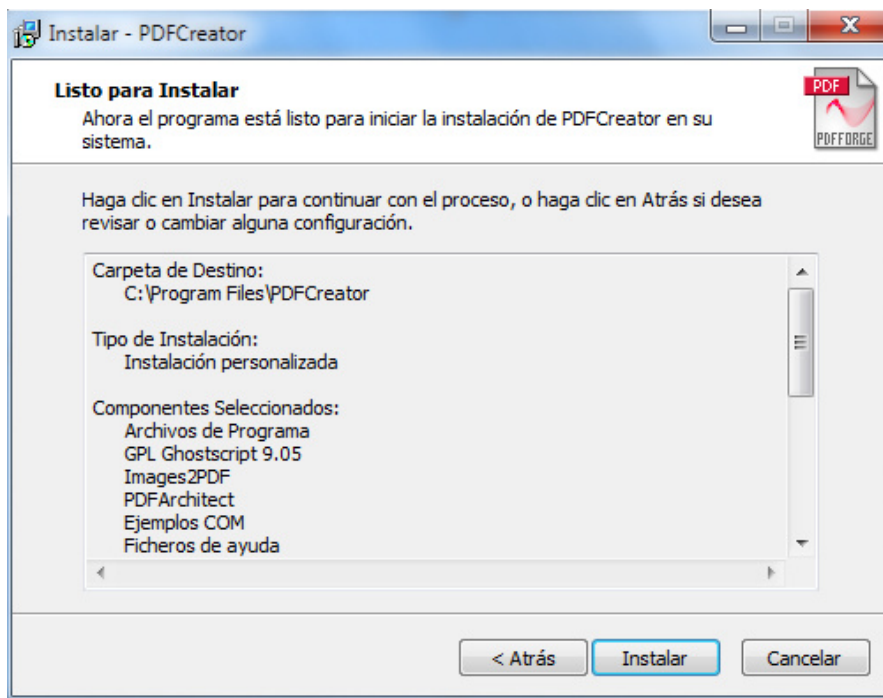 Instalar - PDFCreator
Listo para Instalar
Ahora el programa está listo para iniciar la instalación de PDFCreator en su
sistema.
PDF
PDFFORGE
Haga clic en Instalar para continuar con el proceso, o haga clic en Atrás si desea
revisar o cambiar alguna configuración.
Carpeta de Destino:
C:\Program Files\PDFCreator
Tipo de Instalación:
Instalación personalizada
Componentes Seleccionados:
Archivos de Programa
GPL Ghostscript 9.05
Images2PDF
PDFArchitect
Ejemplos COM
Ficheros de ayuda
< Atrás
Instalar
Cancelar